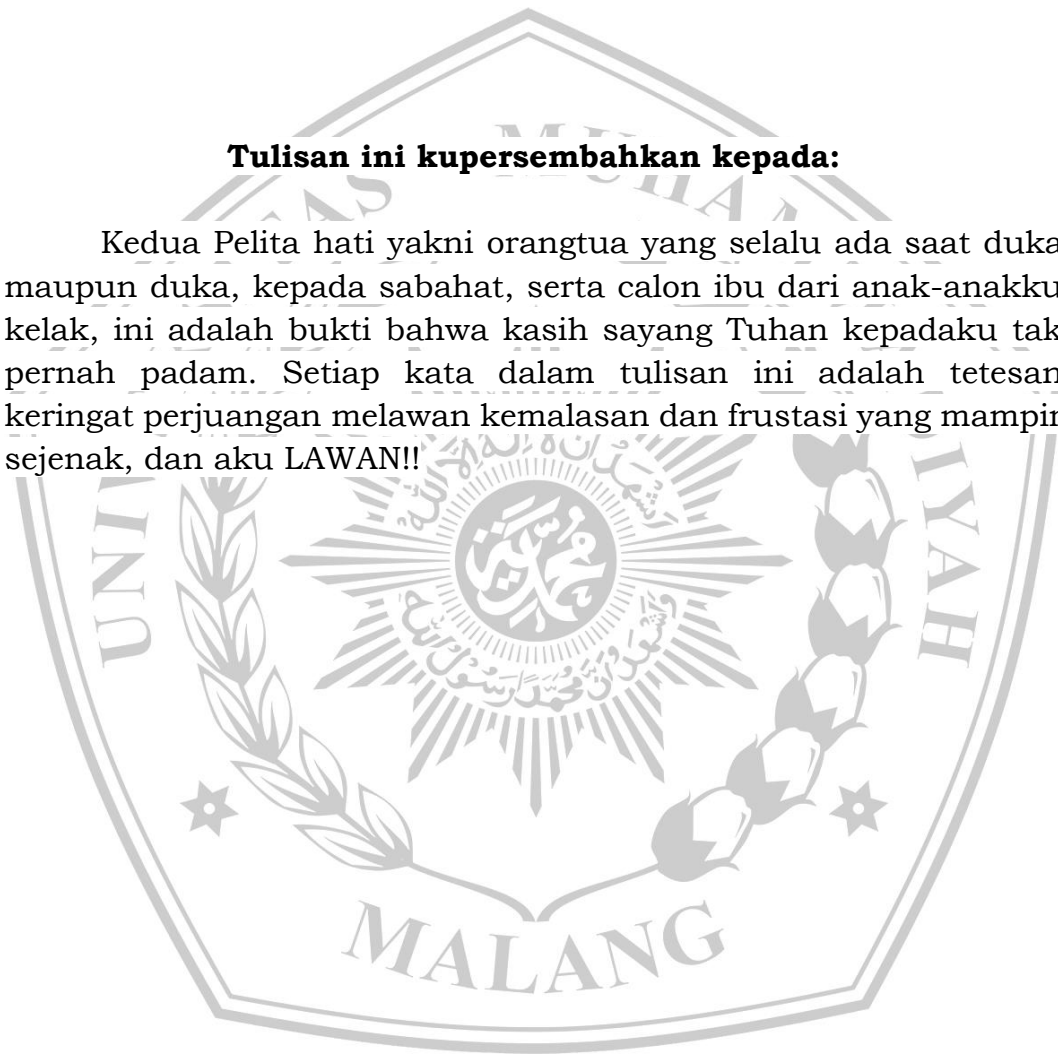 Tulisan ini kupersembahkan kepada:
Kedua Pelita hati yakni orangtua yang selalu ada saat duka
maupun duka, kepada sabahat, serta calon ibu dari anak-anakku
kelak, ini adalah bukti bahwa kasih sayang Tuhan kepadaku tak
pernah padam. Setiap kata dalam tulisan ini adalah tetesan
keringat perjuangan melawan kemalasan dan frustasi yang mampir
sejenak, dan aku LAWAN!!
MALANG